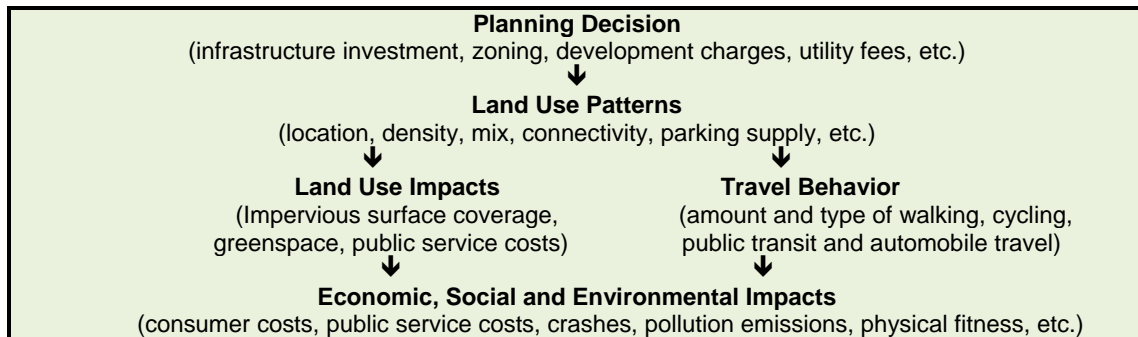 Planning Decision
(infrastructure investment, zoning, development charges, utility fees, etc.)
Land Use Patterns
(location, density, mix, connectivity, parking supply, etc.)
Land Use Impacts
(Impervious surface coverage,
greenspace, public service costs)
Travel Behavior
(amount and type of walking, cycling,
public transit and automobile travel)
Economic, Social and Environmental Impacts
(consumer costs, public service costs, crashes, pollution emissions, physical fitness, etc.)